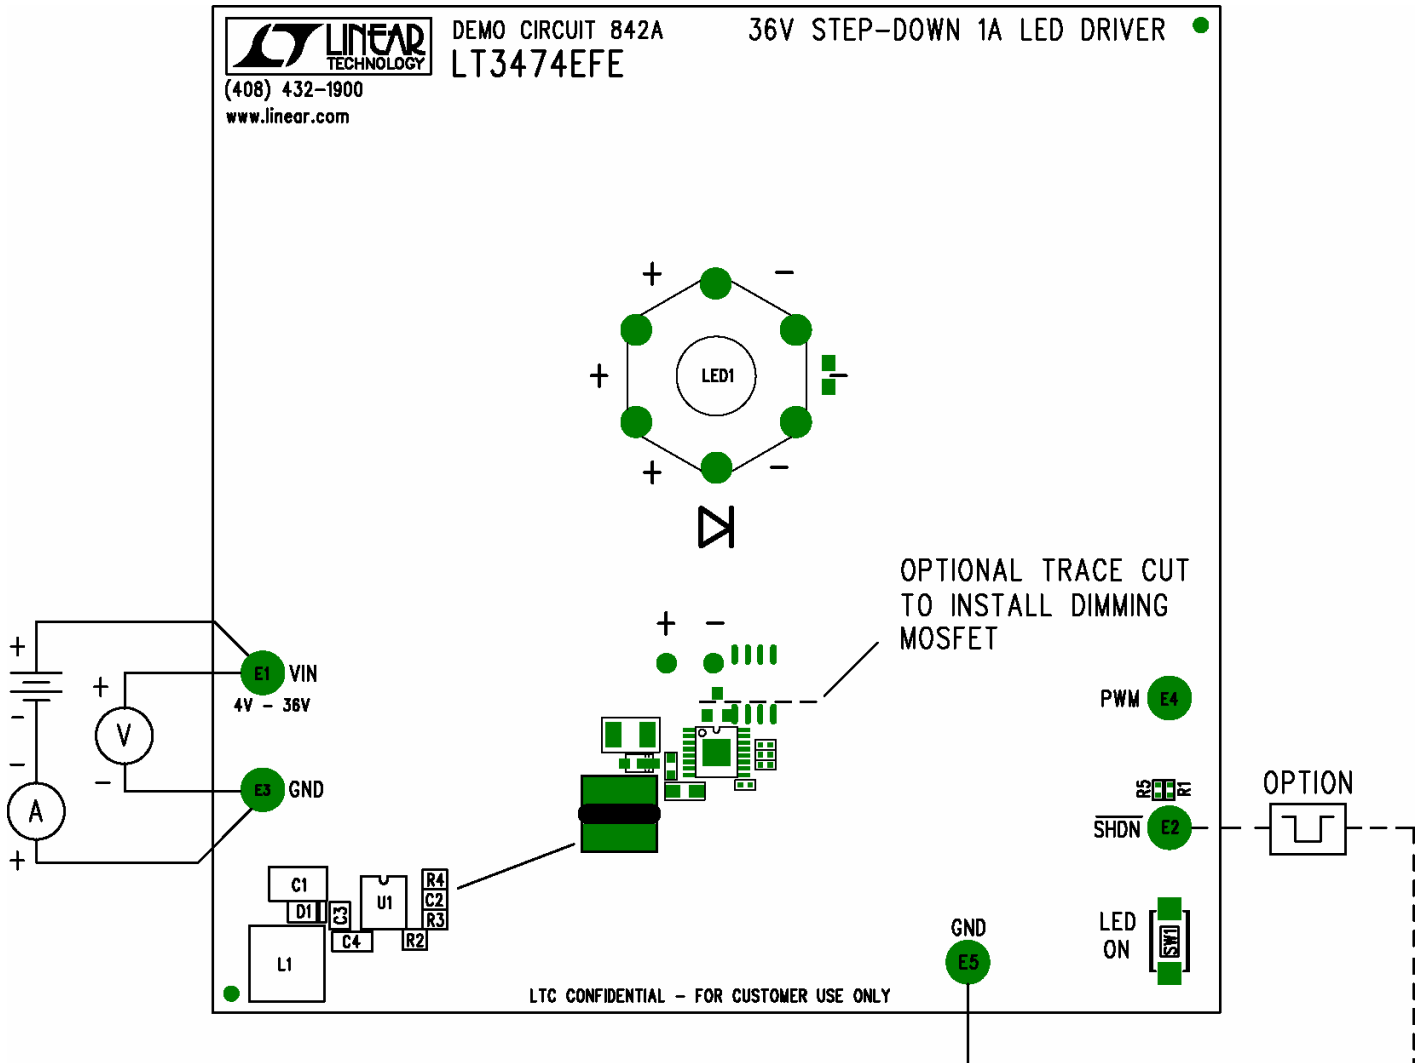 LINEAR
TECHNOLOGY
(408) 432-1900
www.linear.com
DEMO CIRCUIT 842A
LT3474EFE
36V STEP-DOWN 1A LED DRIVER
+ -
+ LED1 -
+ -
OPTIONAL TRACE CUT
TO INSTALL DIMMING
MOSFET
+ -
+
-
A
+
+
V
-
-
E1 VIN
4V - 36V
E3 GND
PWM E4
R5 R1
SHDN E2
OPTION
LED
ON
SW1
GND
E5
C1
D1
C3
U1
R4
C2
R3
C4
R2
L1
LTC CONFIDENTIAL - FOR CUSTOMER USE ONLY